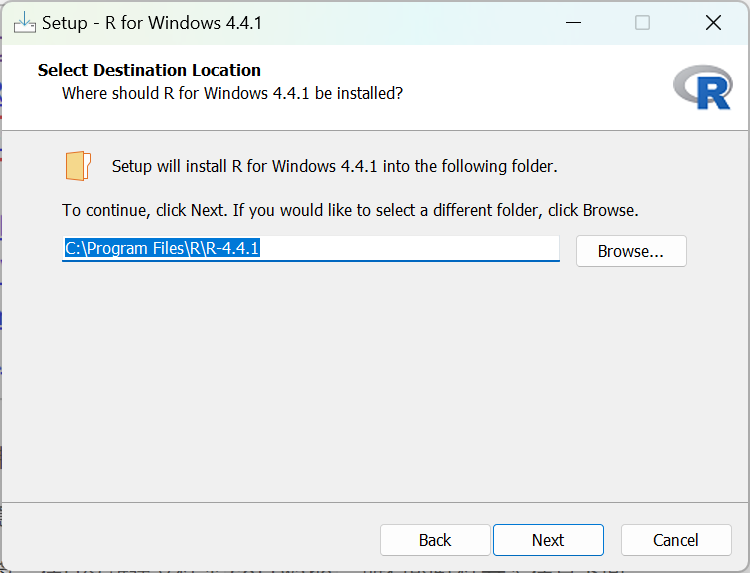 Setup - R for Windows 4.4.1
Select Destination Location
Where should R for Windows 4.4.1 be installed?
R
Setup will install R for Windows 4.4.1 into the following folder.
To continue, click Next. If you would like to select a different folder, click Browse.
C:\Program Files\R\R-4.4.1
Browse...
Back
Next
Cancel